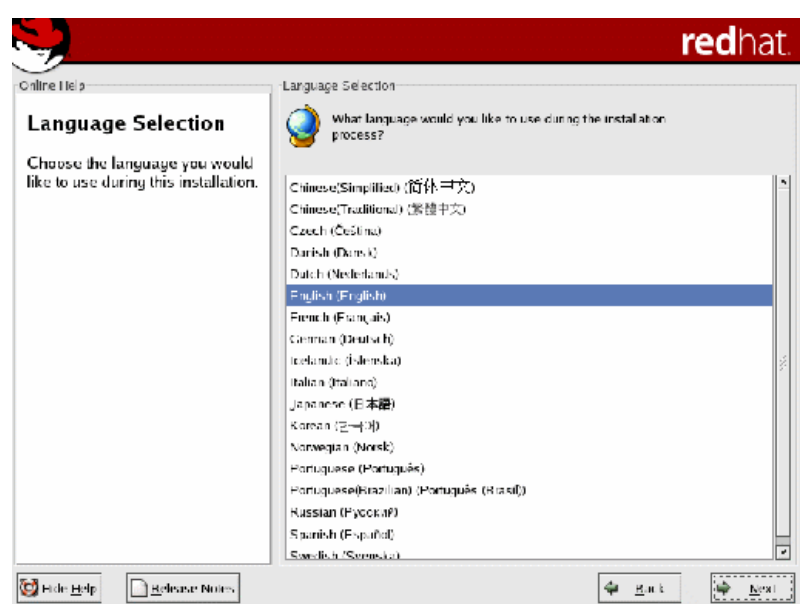 redhat.
Online Help
Language Selection
Choose the language you would
like to use during this installation.
Language Selection
What language would you like to use during the installation
process?
Chinese(Simplified) (简体中文)
Chinese(Traditional) (繁體中文)
Czech (Čeština)
Danish (Dansk)
Dutch (Nederlands)
English (English)
French (Français)
German (Deutsch)
Icelandic (Íslenska)
Italian (Italiano)
Japanese (日本語)
Korean (한국어)
Norwegian (Norsk)
Portuguese (Português)
Portuguese(Brazilian) (Português (Brasil))
Russian (Русский)
Spanish (Español)
Swedish (Svenska)
Hide Help
Release Notes
Back
Next